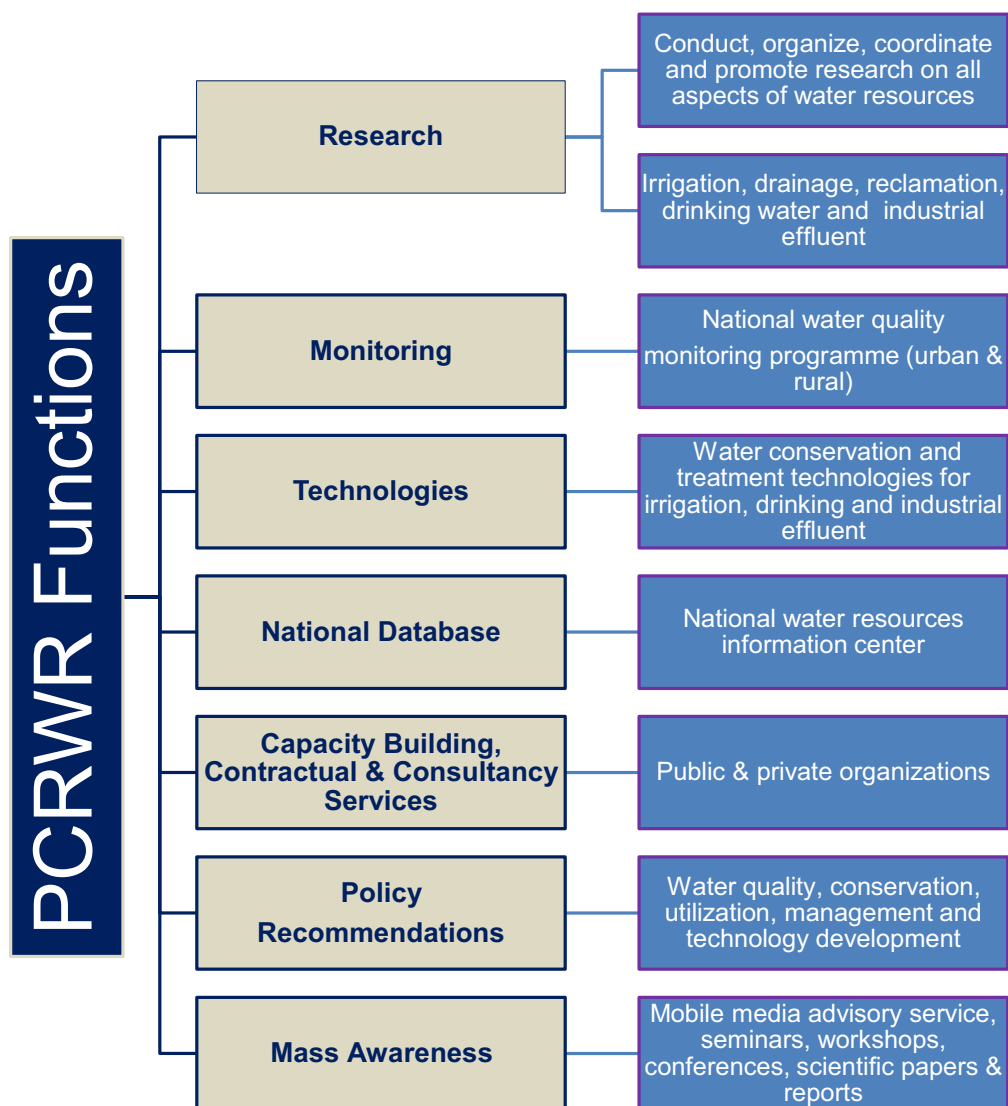 PCRWR Functions
Research
Conduct, organize, coordinate
and promote research on all
aspects of water resources
Irrigation, drainage, reclamation,
drinking water and industrial
effluent
Monitoring
National water quality
monitoring programme (urban &
rural)
Technologies
Water conservation and
treatment technologies for
irrigation, drinking and industrial
effluent
National Database
National water resources
information center
Capacity Building,
Contractual & Consultancy
Services
Public & private organizations
Policy
Recommendations
Water quality, conservation,
utilization, management and
technology development
Mass Awareness
Mobile media advisory service,
seminars, workshops,
conferences, scientific papers &
reports